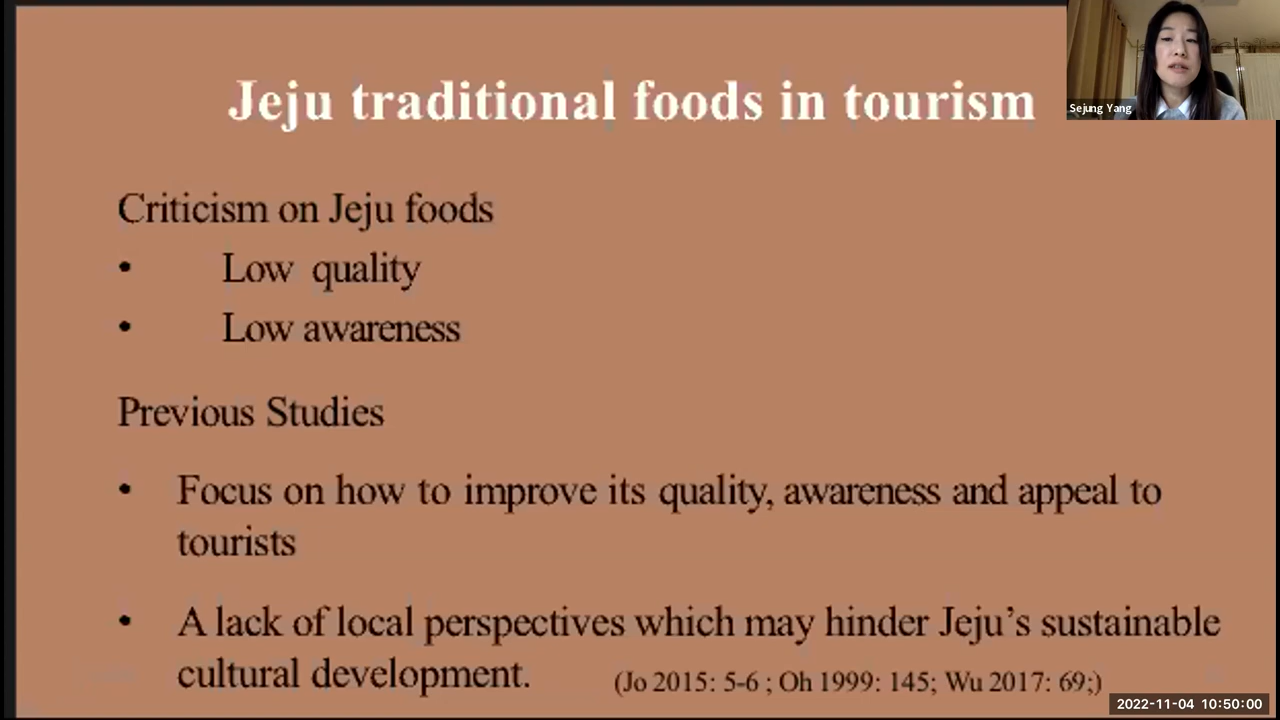 Jeju traditional foods in tourism
Sejung Yang
Criticism on Jeju foods
• Low quality
• Low awareness
Previous Studies
• Focus on how to improve its quality, awareness and appeal to
tourists
• A lack of local perspectives which may hinder Jeju’s sustainable
cultural development. (Jo 2015: 5-6 ; Oh 1999: 145; Wu 2017: 69;)
2022-11-04 10:50:00